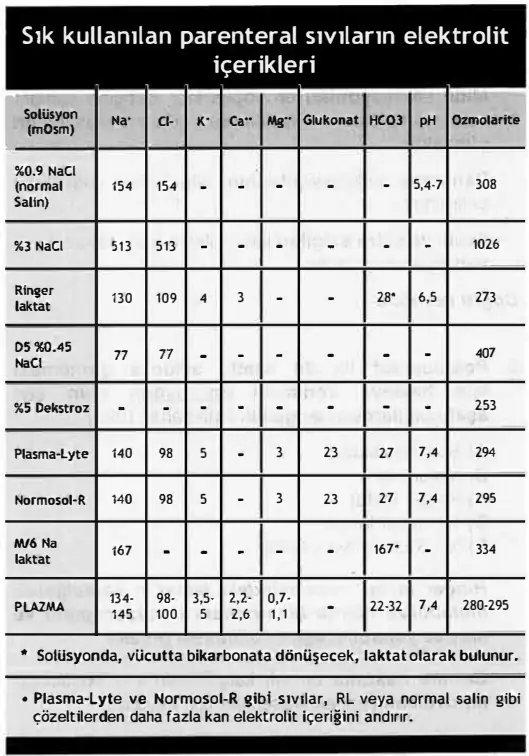 Sık kullanılan parenteral sıvıların elektrolit
içerikleri
Solüsyon (mOsm) Na⁺ Cl- K⁺ Ca⁺⁺ Mg⁺⁺ Glukonat HCO3 pH Ozmolarite
%0.9 NaCl (normal Salin) 154 154 - - - - - 5,4-7 308
%3 NaCl 513 513 - - - - - - 1026
Ringer laktat 130 109 4 3 - - 28* 6,5 273
D5 %0.45 NaCl 77 77 - - - - - - 407
%5 Dekstroz - - - - - - - - 253
Plasma-Lyte 140 98 5 - 3 23 27 7,4 294
Normosol-R 140 98 5 - 3 23 27 7,4 295
M/6 Na laktat 167 - - - - - 167* - 334
PLAZMA 134-145 98-100 3,5-5 2,2-2,6 0,7-1,1 - 22-32 7,4 280-295
* Solüsyonda, vücutta bikarbonata dönüşecek, laktat olarak bulunur.
• Plasma-Lyte ve Normosol-R gibi sıvılar, RL veya normal salin gibi
çözeltilerden daha fazla kan elektrolit içeriğini andırır.